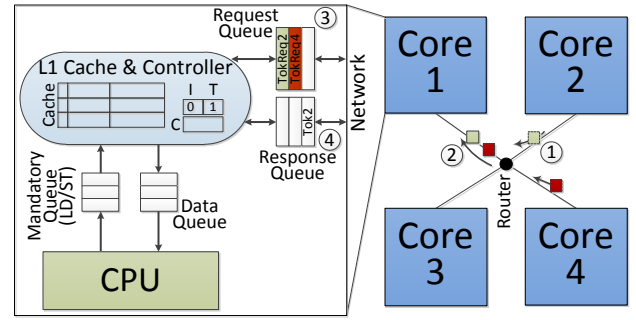 Request
Queue
3
TokReq2
TokReq4
L1 Cache & Controller
I T
0 1
C
Cache
Tok2
4
Response
Queue
Network
Mandatory
Queue
(LD/ST)
Data
Queue
CPU
Core
1
Core
2
2
1
Router
Core
3
Core
4